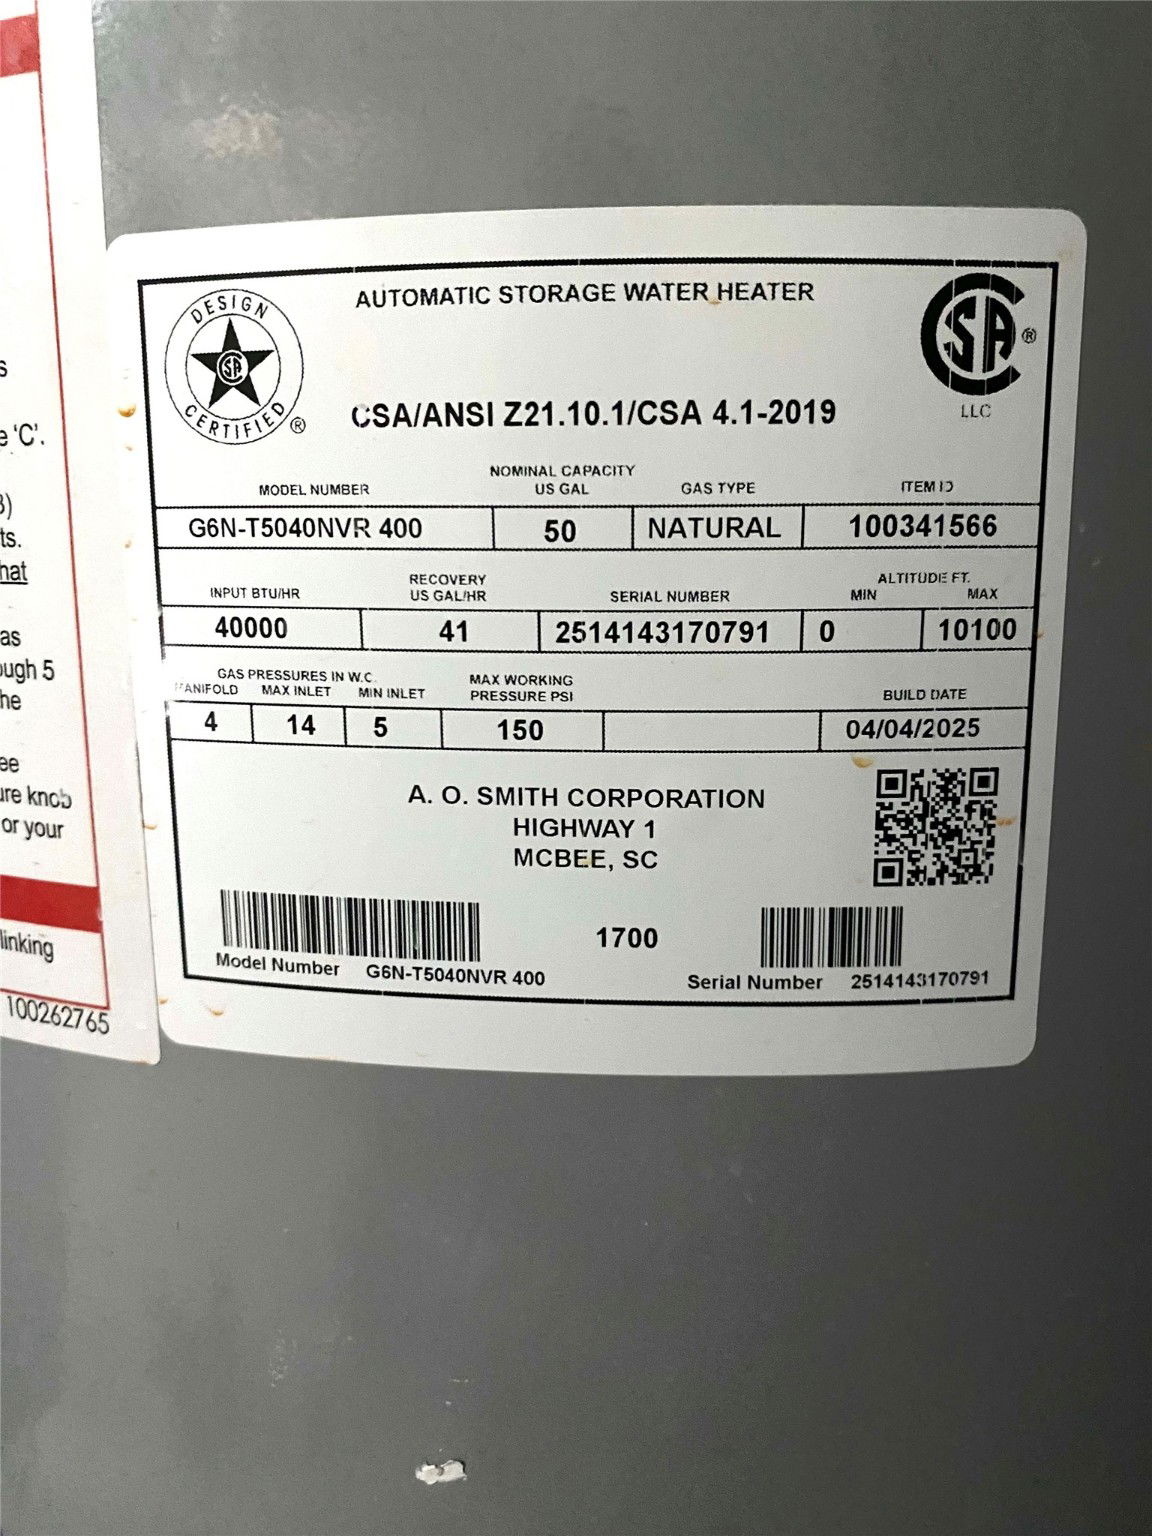 s
e 'C'.
3)
ts.
hat
as
ough 5
he
ee
ure knob
or your
linking
100262765
DESIGN
CSA
CERTIFIED ®
AUTOMATIC STORAGE WATER HEATER
CSA ®
LLC
CSA/ANSI Z21.10.1/CSA 4.1-2019
MODEL NUMBER NOMINAL CAPACITY US GAL GAS TYPE ITEM ID
G6N-T5040NVR 400 50 NATURAL 100341566
INPUT BTU/HR RECOVERY US GAL/HR SERIAL NUMBER ALTITUDE FT. MIN MAX
40000 41 2514143170791 0 10100
GAS PRESSURES IN W.C. MANIFOLD MAX INLET MIN INLET MAX WORKING PRESSURE PSI BUILD DATE
4 14 5 150 04/04/2025
A. O. SMITH CORPORATION
HIGHWAY 1
MCBEE, SC
1700
Model Number G6N-T5040NVR 400
Serial Number 2514143170791